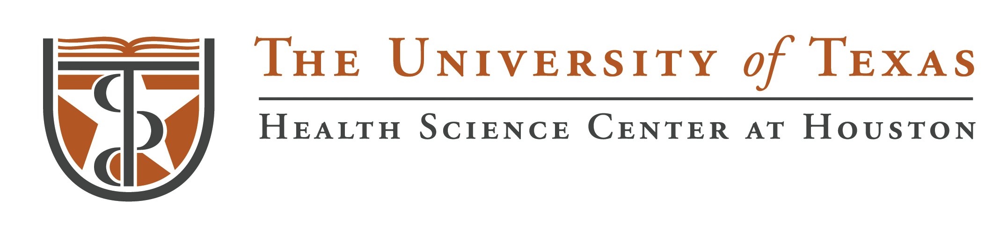 The University of Texas
Health Science Center at Houston